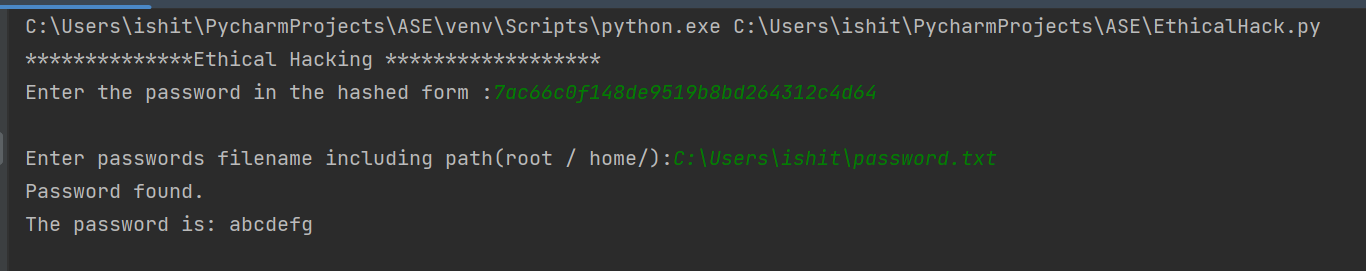 C:\Users\ishit\PycharmProjects\ASE\venv\Scripts\python.exe C:\Users\ishit\PycharmProjects\ASE\EthicalHack.py
**************Ethical Hacking ******************
Enter the password in the hashed form :7ac66c0f148de9519b8bd264312c4d64
Enter passwords filename including path(root / home/):C:\Users\ishit\password.txt
Password found.
The password is: abcdefg